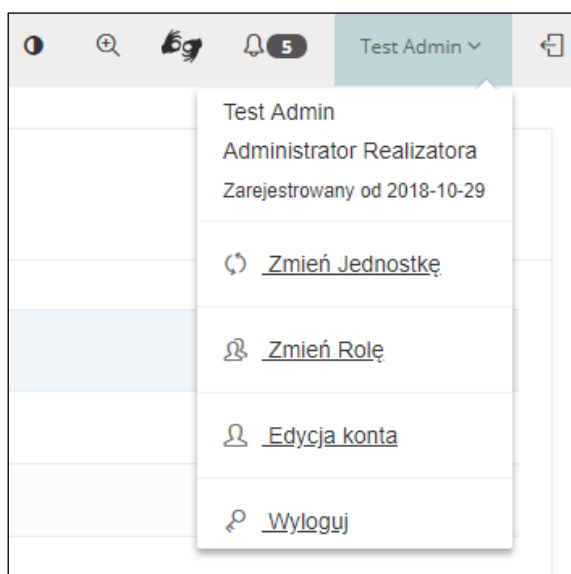 5
Test Admin
Test Admin
Administrator Realizatora
Zarejestrowany od 2018-10-29
Zmień Jednostkę
Zmień Rolę
Edycja konta
Wyloguj